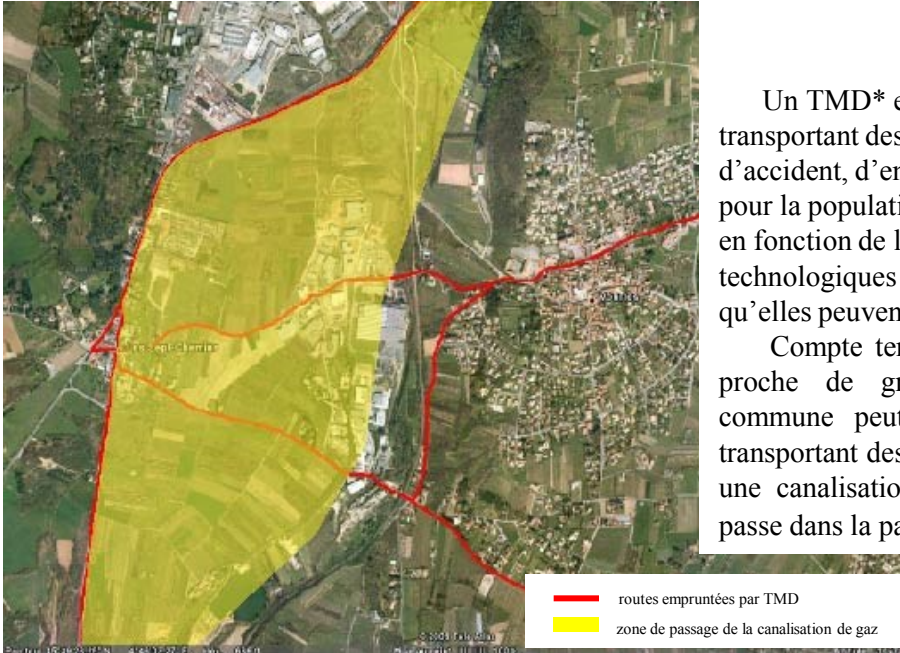 Un TMD* e
transportant des
d’accident, d’en
pour la populati
en fonction de l
technologiques
qu’elles peuven
Compte ter
proche de gr
commune peut
transportant des
une canalisatio
passe dans la pa
routes empruntées par TMD
zone de passage de la canalisation de gaz